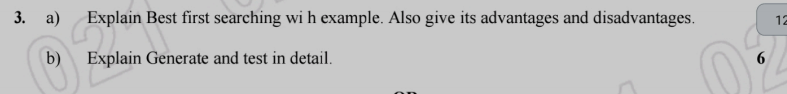 3. a) Explain Best first searching wi h example. Also give its advantages and disadvantages. 12
b) Explain Generate and test in detail. 6